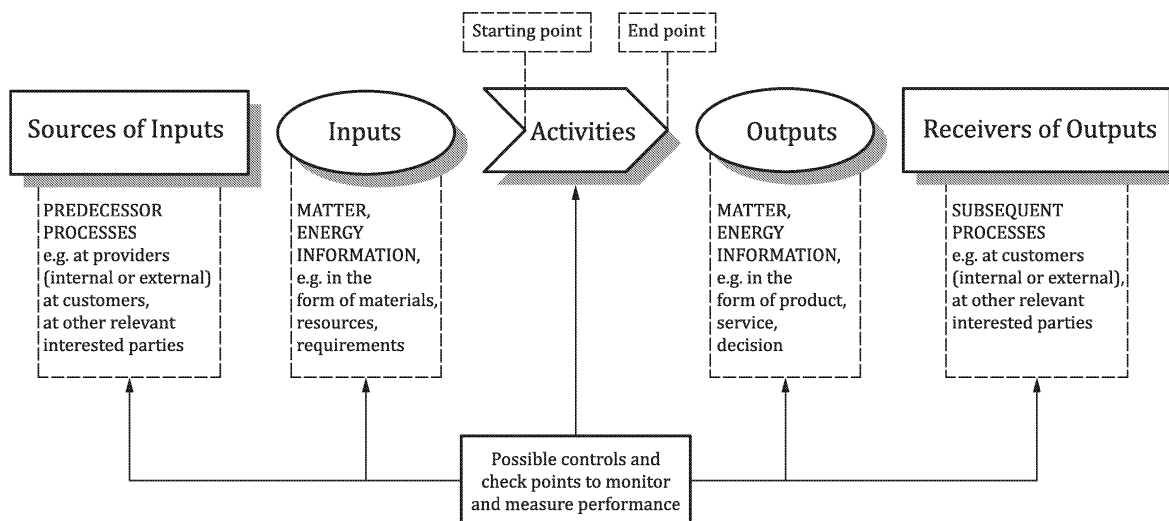 Starting point
End point
Sources of Inputs
Inputs
Activities
Outputs
Receivers of Outputs
PREDECESSOR
PROCESSES
e.g. at providers
(internal or external)
at customers,
at other relevant
interested parties
MATTER,
ENERGY
INFORMATION,
e.g. in the
form of materials,
resources,
requirements
MATTER,
ENERGY
INFORMATION,
e.g. in the
form of product,
service,
decision
SUBSEQUENT
PROCESSES
e.g. at customers
(internal or external),
at other relevant
interested parties
Possible controls and
check points to monitor
and measure performance